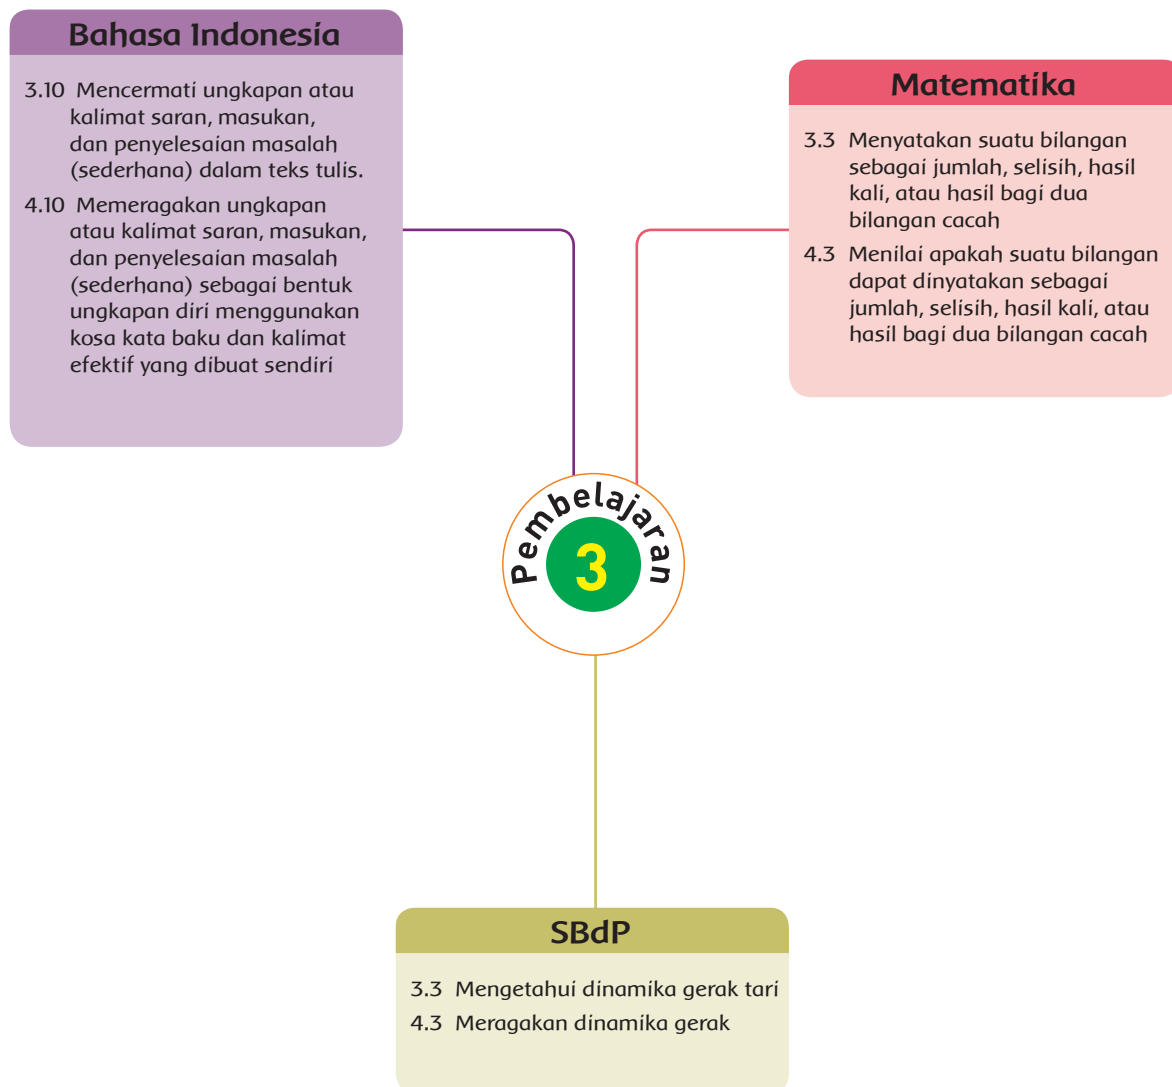 Bahasa Indonesia
3.10 Mencermati ungkapan atau
kalimat saran, masukan,
dan penyelesaian masalah
(sederhana) dalam teks tulis.
4.10 Memeragakan ungkapan
atau kalimat saran, masukan,
dan penyelesaian masalah
(sederhana) sebagai bentuk
ungkapan diri menggunakan
kosa kata baku dan kalimat
efektif yang dibuat sendiri
Matematika
3.3 Menyatakan suatu bilangan
sebagai jumlah, selisih, hasil
kali, atau hasil bagi dua
bilangan cacah
4.3 Menilai apakah suatu bilangan
dapat dinyatakan sebagai
jumlah, selisih, hasil kali, atau
hasil bagi dua bilangan cacah
Pembelajaran
3
SBdP
3.3 Mengetahui dinamika gerak tari
4.3 Meragakan dinamika gerak